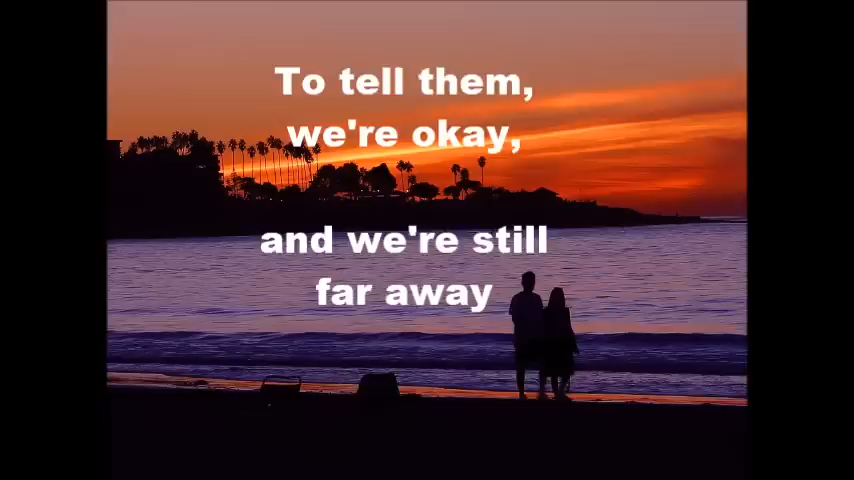 To tell them,
we're okay,
and we're still
far away